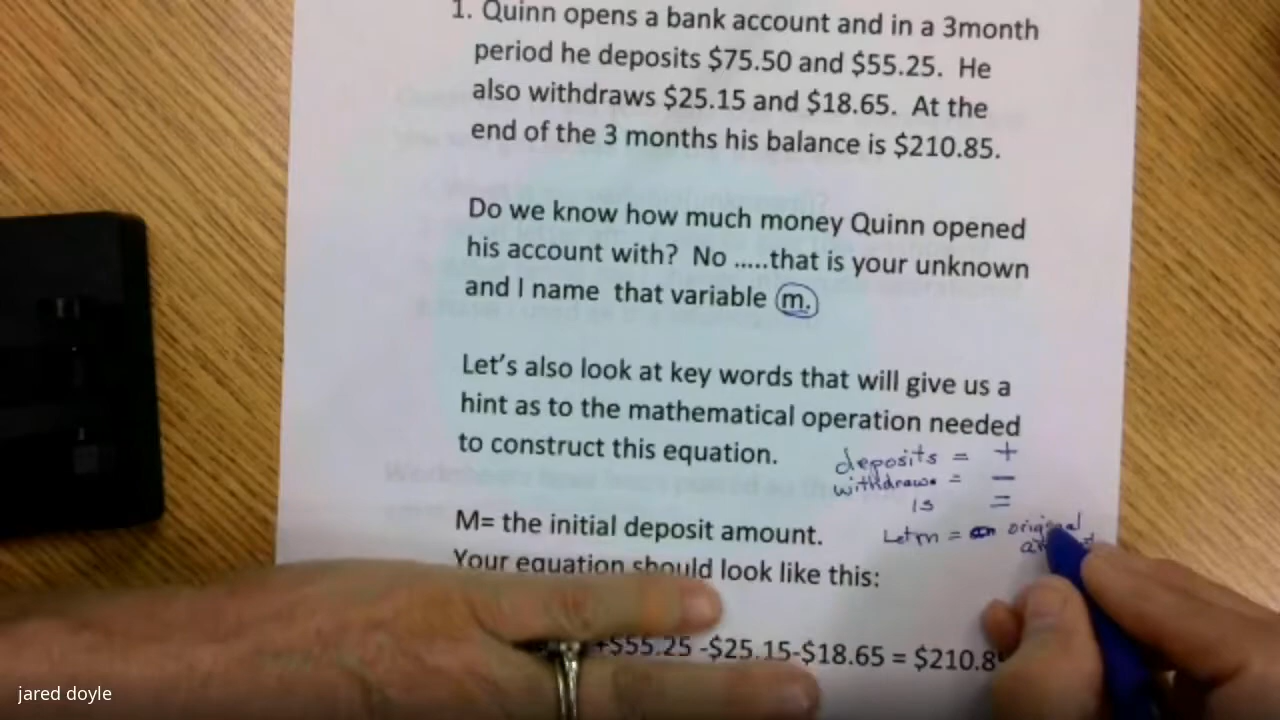 1. Quinn opens a bank account and in a 3month
period he deposits $75.50 and $55.25. He
also withdraws $25.15 and $18.65. At the
end of the 3 months his balance is $210.85.
Do we know how much money Quinn opened
his account with? No .....that is your unknown
and I name that variable m.
Let's also look at key words that will give us a
hint as to the mathematical operation needed
to construct this equation.
deposits = +
withdraws = −
is =
M= the initial deposit amount.
Let m = original
Your equation should look like this:
+$55.25 -$25.15-$18.65 = $210.8
jared doyle